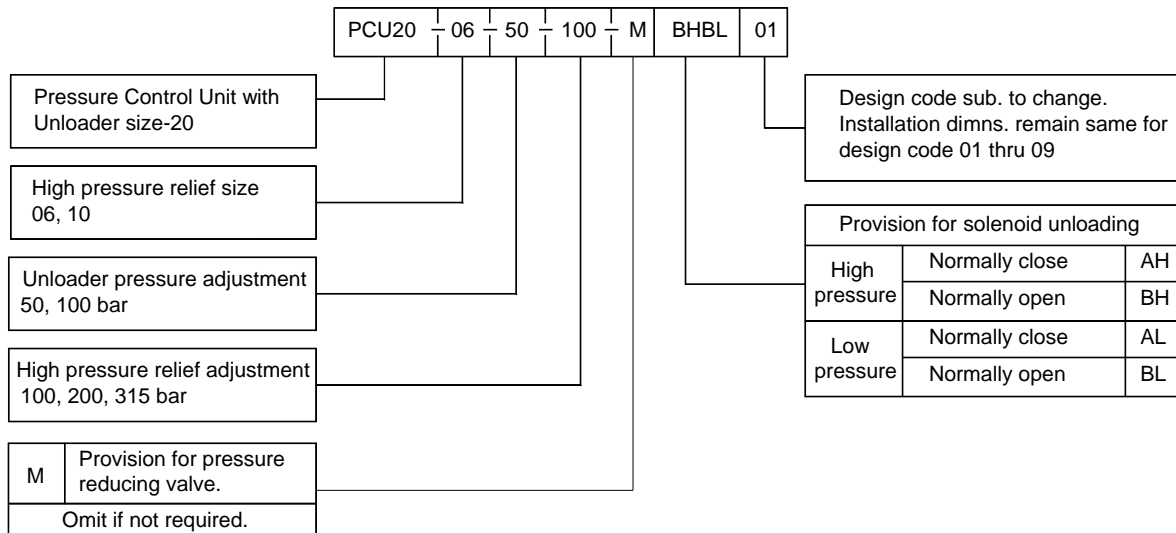 PCU20 - 06 - 50 - 100 - M BHBL 01
Pressure Control Unit with
Unloader size-20
High pressure relief size
06, 10
Unloader pressure adjustment
50, 100 bar
High pressure relief adjustment
100, 200, 315 bar
M Provision for pressure
reducing valve.
Omit if not required.
Design code sub. to change.
Installation dimns. remain same for
design code 01 thru 09
Provision for solenoid unloading
High pressure
Normally close AH
Normally open BH
Low pressure
Normally close AL
Normally open BL